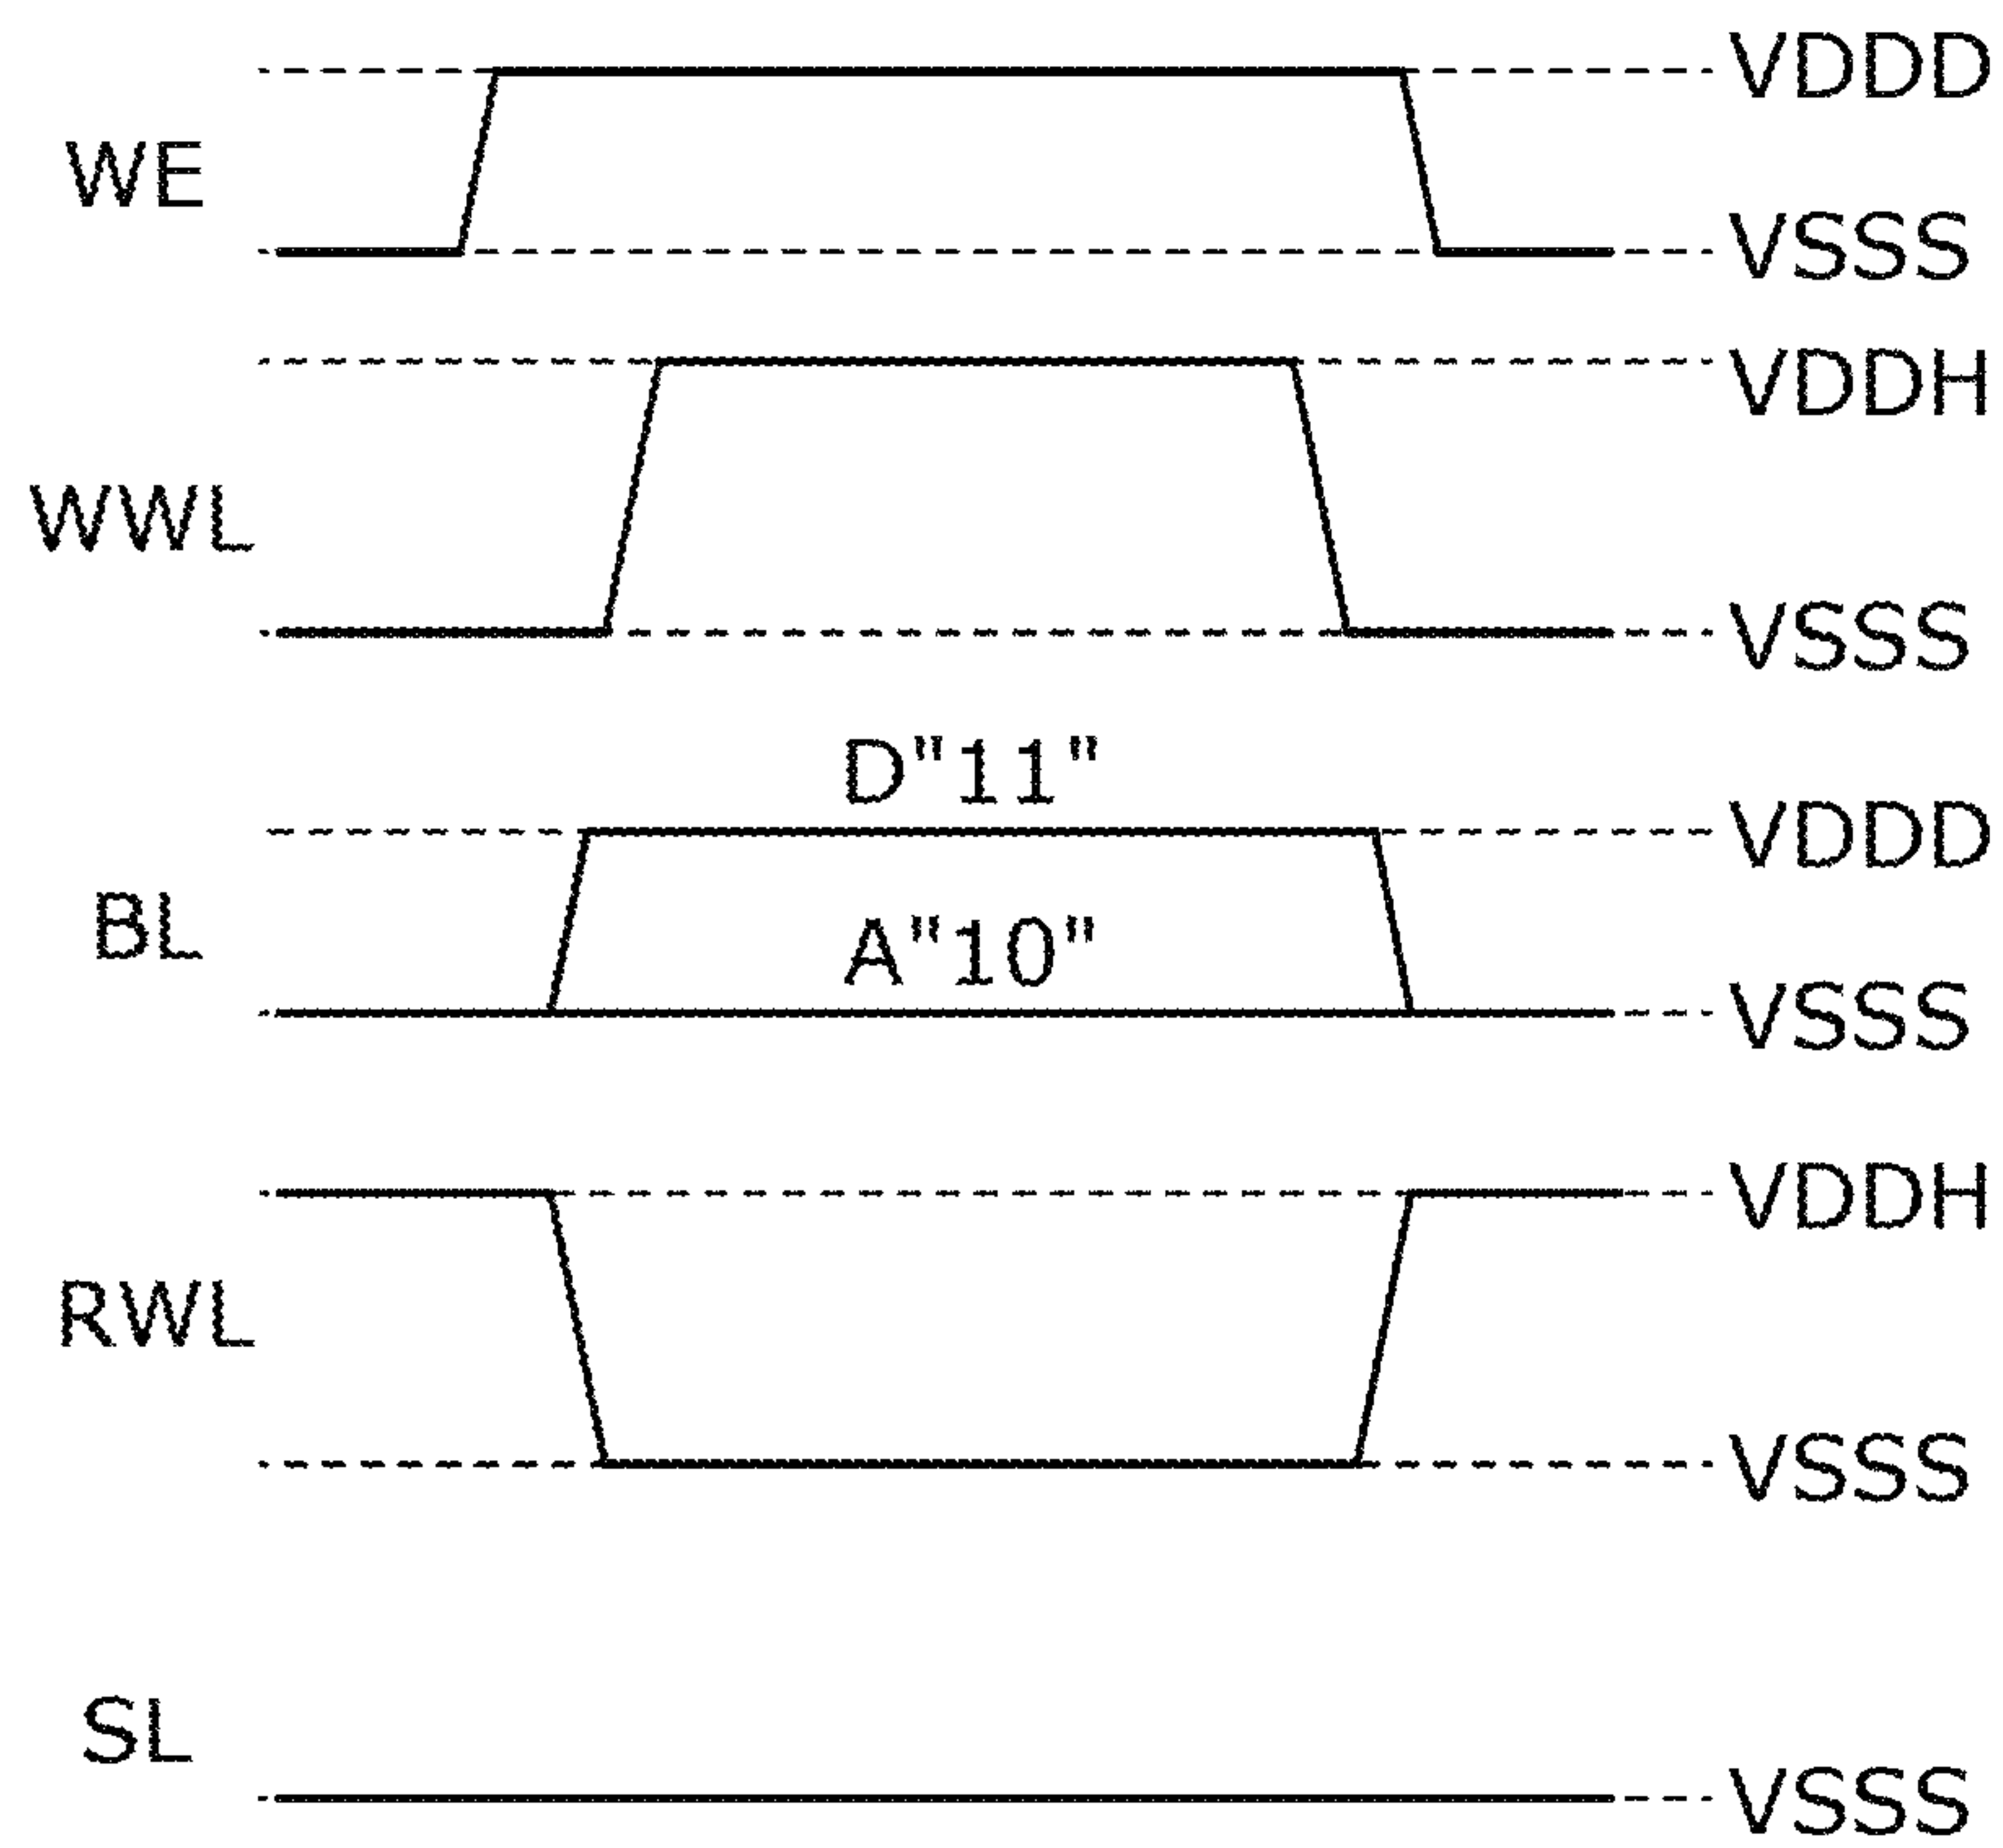 VDDD
WE
VSSS
VDDH
WWL
VSSS
D"11"
VDDD
BL
A"10"
VSSS
VDDH
RWL
VSSS
SL
VSSS